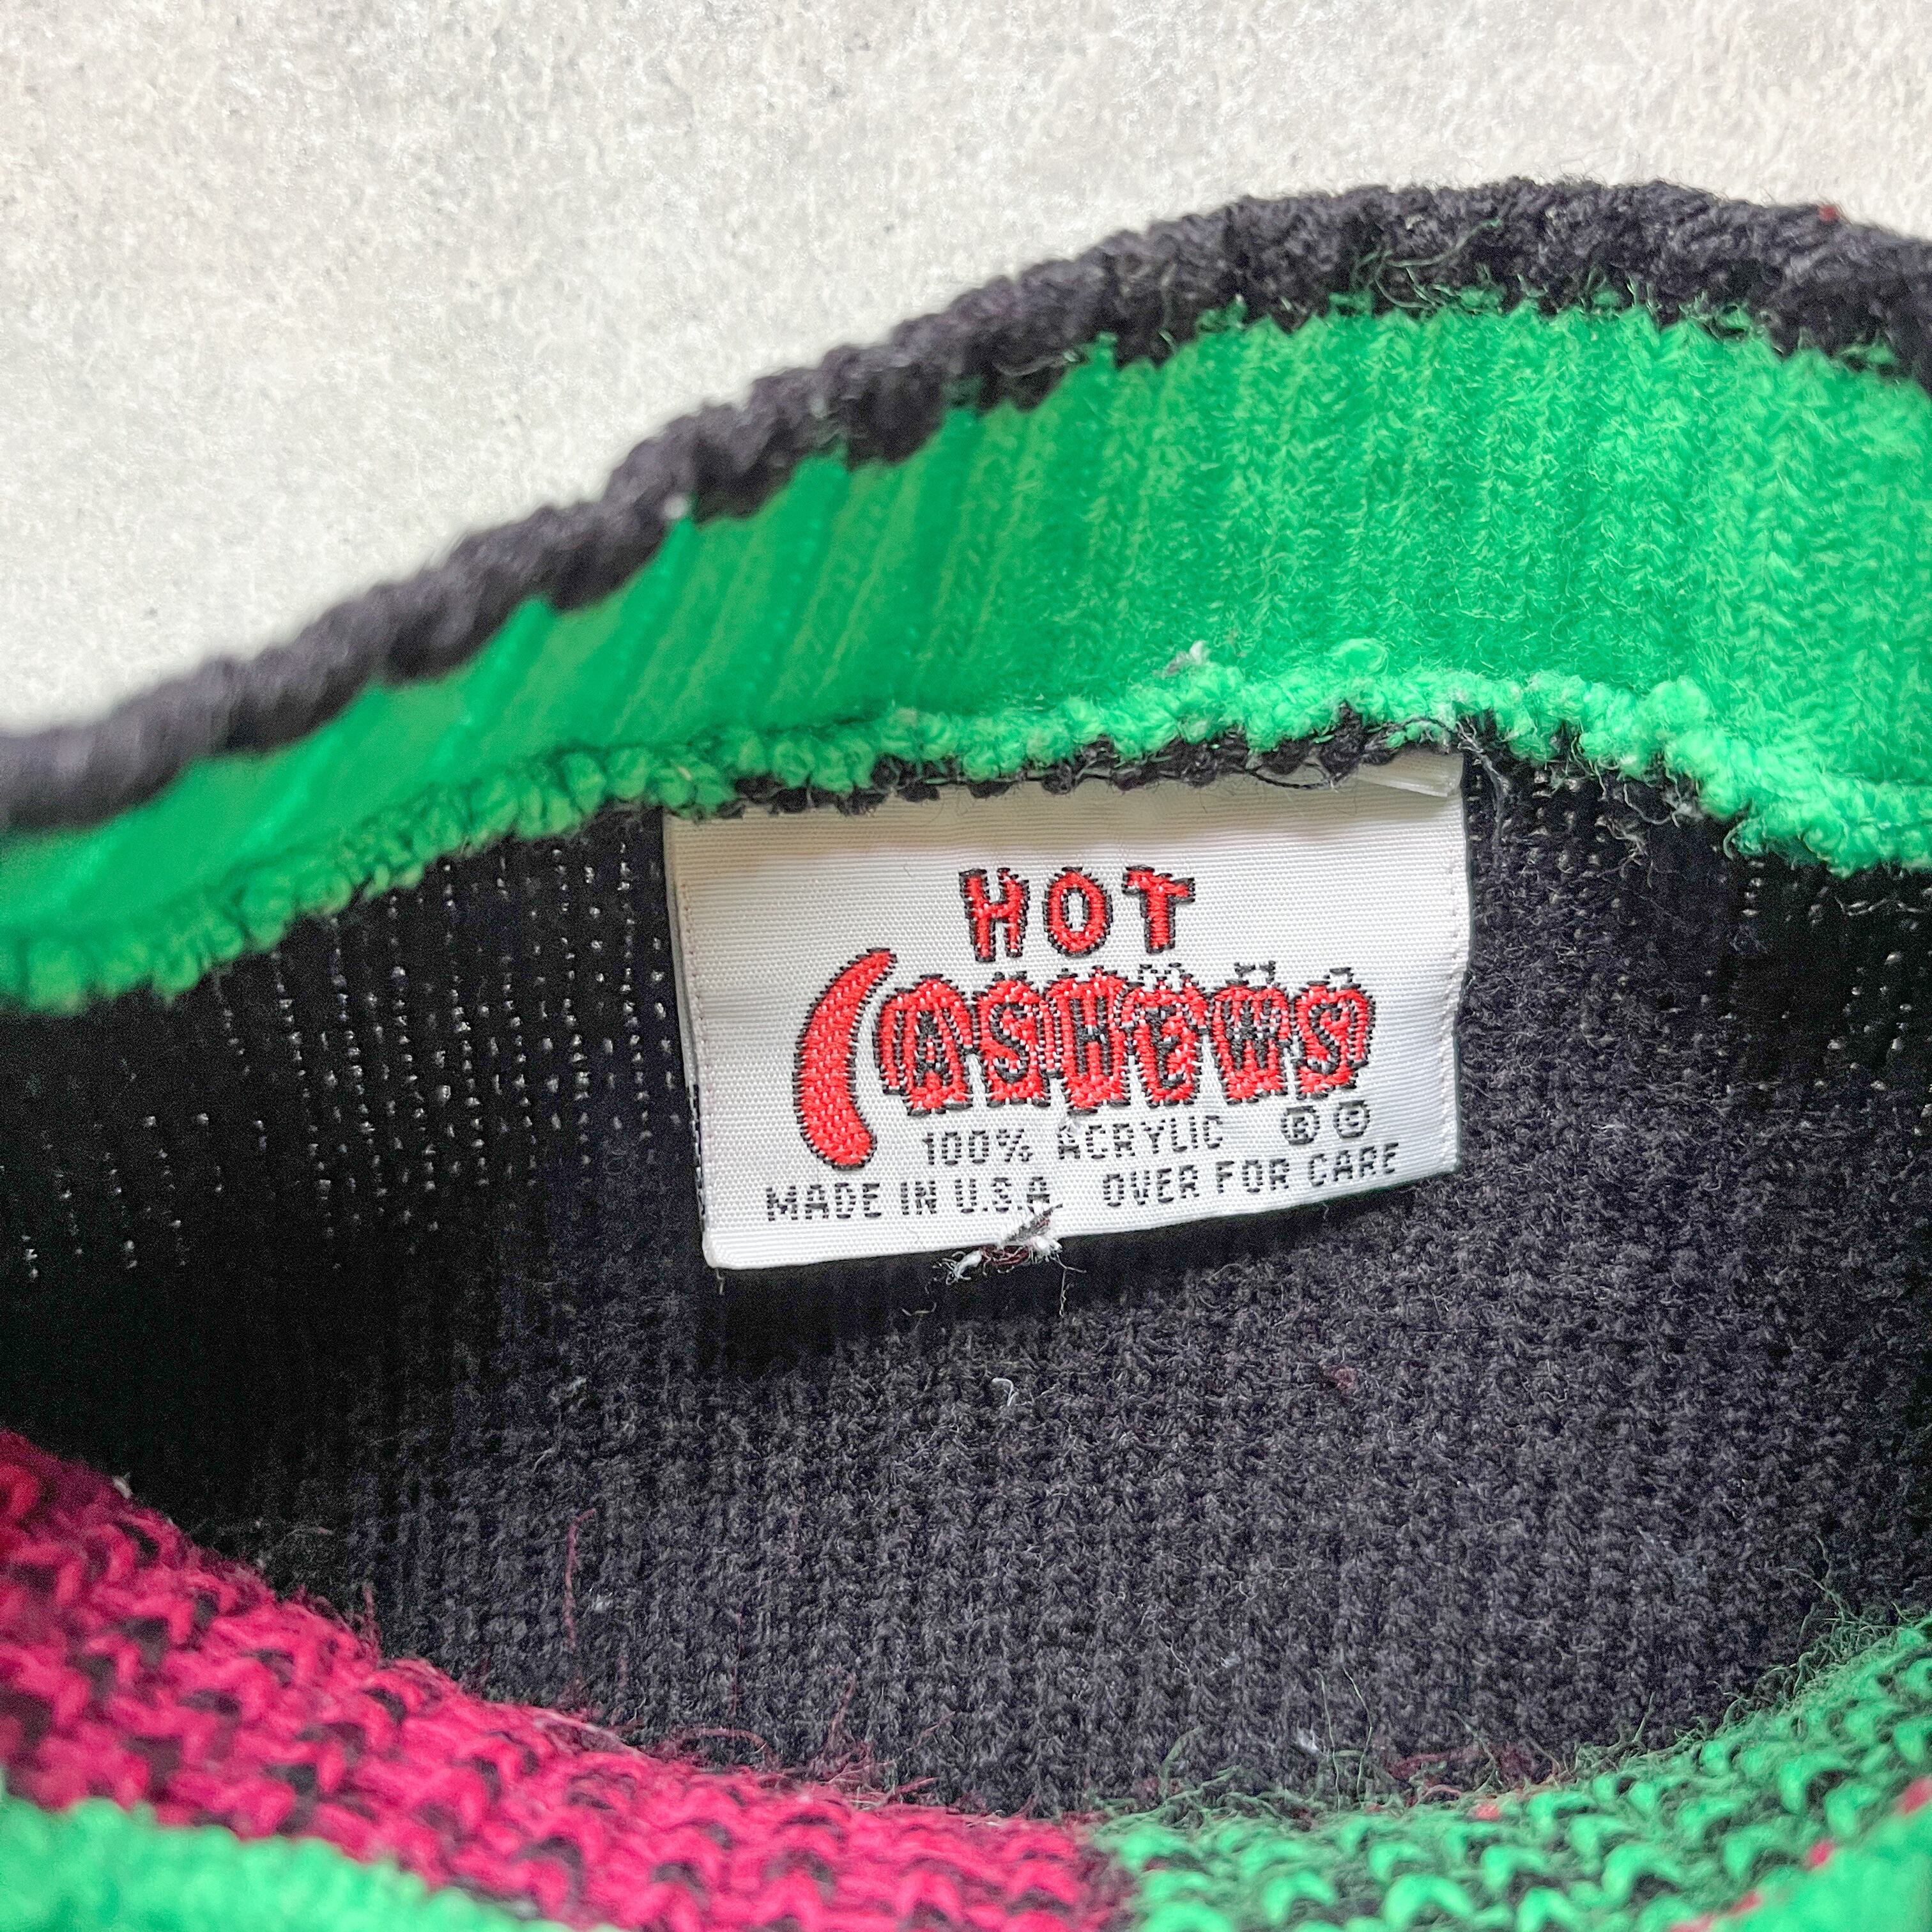 HOT
CASHEWS
100% ACRYLIC ® ©
MADE IN U.S.A OVER FOR CARE